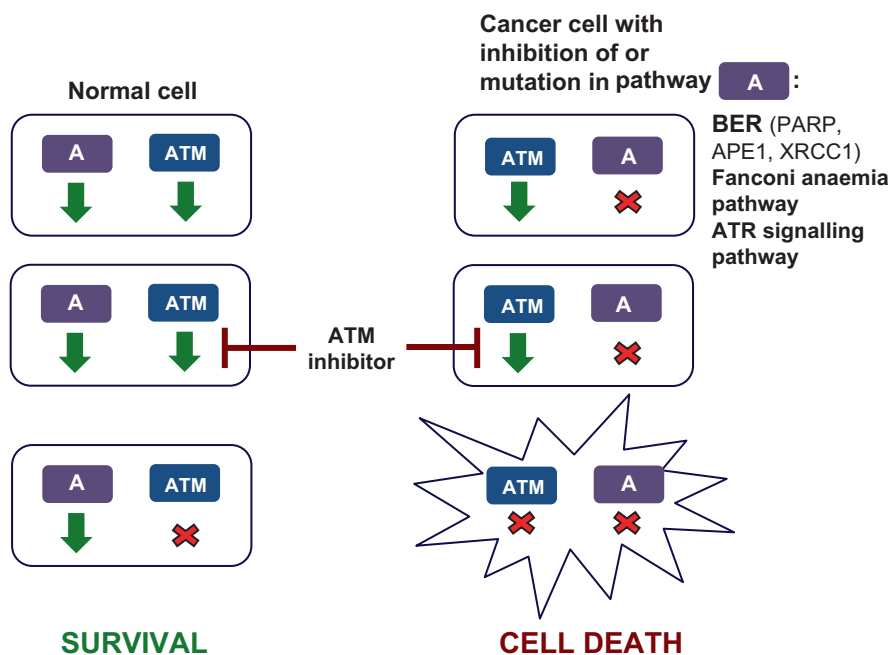 Normal cell
Cancer cell with
inhibition of or
mutation in pathway A :
BER (PARP,
APE1, XRCC1)
Fanconi anaemia
pathway
ATR signalling
pathway
A ATM
ATM A
A ATM
ATM A
ATM
inhibitor
A ATM
ATM A
SURVIVAL
CELL DEATH